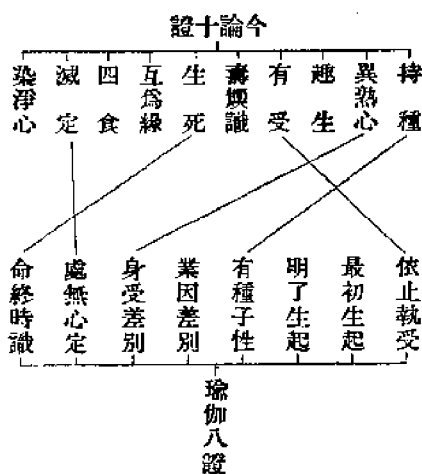 今論十證
持種
異熟心
趣生
有受
壽煖識
生死
互爲緣
四食
滅定
染淨心
依止執受
最初生起
明了生起
有種子性
業因差別
身受差別
處無心定
命終時識
瑜伽八證